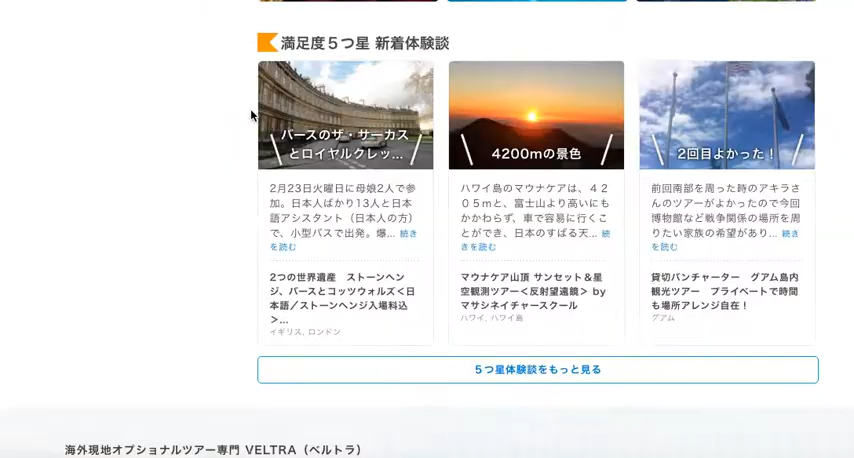 満足度５つ星 新着体験談
バースのザ・サーカス
とロイヤルクレッ...
4200mの景色
2回目よかった！
2月23日火曜日に母娘2人で参
加。日本人ばかり13人と日本
語アシスタント（日本人の方）
で、小型バスで出発。爆... 続き
を読む
2つの世界遺産　ストーンヘン
ジ、バースとコッツウォルズ＜日
本語／ストーンヘンジ入場料込
＞...
イギリス, ロンドン
ハワイ島のマウナケアは、４２
０５ｍと、富士山より高いにも
かかわらず、車で容易に行くこ
とができ、日本のすばる天... 続
きを読む
マウナケア山頂 サンセット＆星
空観測ツアー＜反射望遠鏡＞ by
マサシネイチャースクール
ハワイ, ハワイ島
前回南部を周った時のアキラさ
んのツアーがよかったので今回
博物館など戦争関係の場所を周
りたい家族の希望があり... 続き
を読む
貸切バンチャーター　グアム島内
観光ツアー　プライベートで時間
も場所アレンジ自在！
グアム
５つ星体験談をもっと見る
海外現地オプショナルツアー専門 VELTRA（ベルトラ）